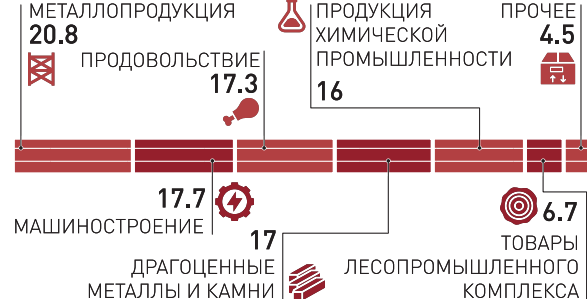 МЕТАЛЛОПРОДУКЦИЯ
20.8
ПРОДОВОЛЬСТВИЕ
17.3
ПРОДУКЦИЯ
ХИМИЧЕСКОЙ
ПРОМЫШЛЕННОСТИ
16
ПРОЧЕЕ
4.5
17.7
МАШИНОСТРОЕНИЕ
17
ДРАГОЦЕННЫЕ
МЕТАЛЛЫ И КАМНИ
6.7
ТОВАРЫ
ЛЕСОПРОМЫШЛЕННОГО
КОМПЛЕКСА